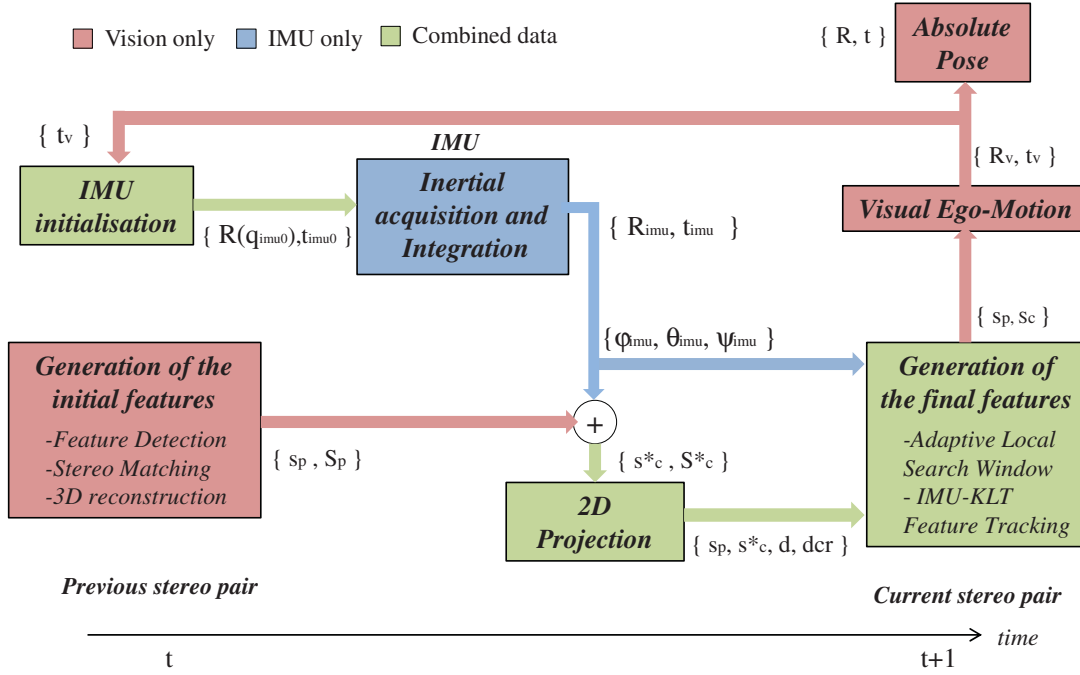 Vision only
IMU only
Combined data
{ R, t }
Absolute
Pose
{ tv }
IMU
{ Rv, tv }
IMU
initialisation
{ R(qimu0),timu0 }
Inertial
acquisition and
Integration
{ Rimu, timu }
Visual Ego-Motion
{ sp, sc }
{φimu, θimu, ψimu }
Generation of the
initial features
-Feature Detection
-Stereo Matching
-3D reconstruction
{ sp , Sp }
+
{ s*c , S*c }
2D
Projection
{ sp, s*c, d, dcr }
Generation of
the final features
-Adaptive Local
Search Window
- IMU-KLT
Feature Tracking
Previous stereo pair
Current stereo pair
time
t
t+1